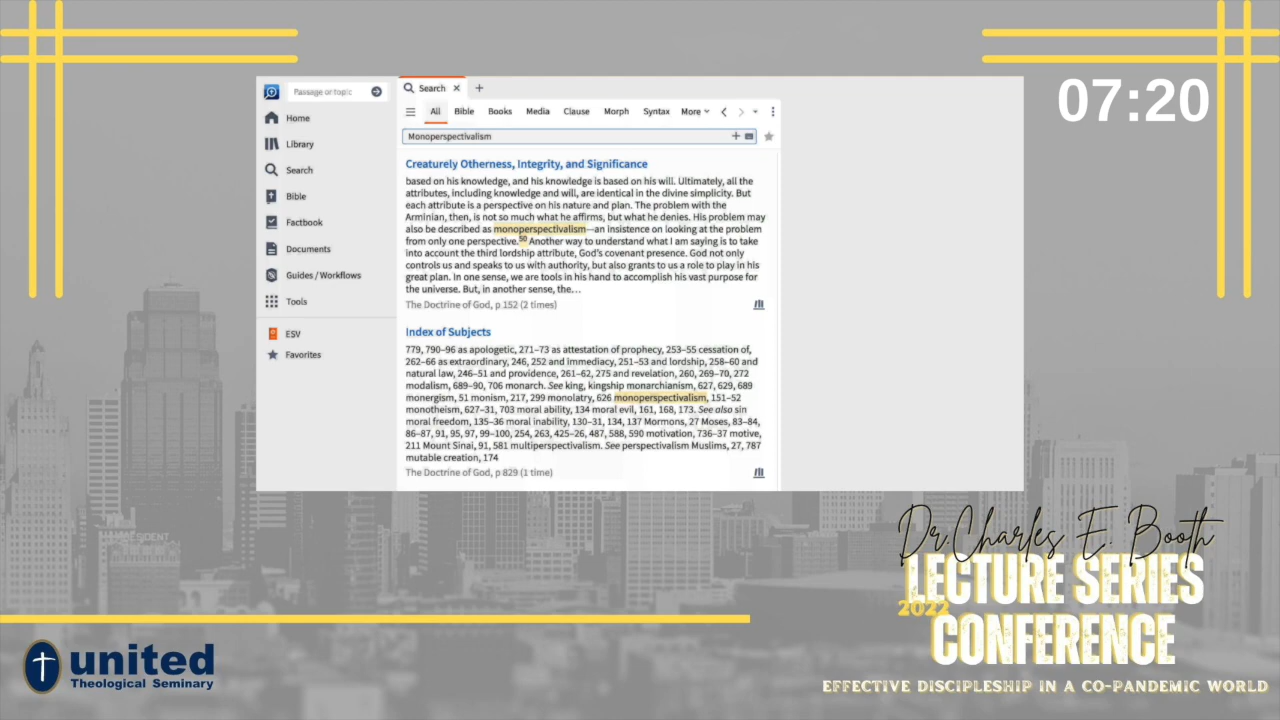 07:20
Passage or topic
Home
Library
Search
Bible
Factbook
Documents
Guides / Workflows
Tools
ESV
Favorites
Search
All Bible Books Media Clause Morph Syntax More
Monoperspectivalism
Creaturely Otherness, Integrity, and Significance
based on his knowledge, and his knowledge is based on his will. Ultimately, all the
attributes, including knowledge and will, are identical in the divine simplicity. But
each attribute is a perspective on his nature and plan. The problem with the
Arminian, then, is not so much what he affirms, but what he denies. His problem may
also be described as monoperspectivalism—an insistence on looking at the problem
from only one perspective.50 Another way to understand what I am saying is to take
into account the third lordship attribute, God's covenant presence. God not only
controls us and speaks to us with authority, but also grants to us a role to play in his
great plan. In one sense, we are tools in his hand to accomplish his vast purpose for
the universe. But, in another sense, the…
The Doctrine of God, p 152 (2 times)
Index of Subjects
779, 790–96 as apologetic, 271–73 as attestation of prophecy, 253–55 cessation of,
262–66 as extraordinary, 246, 252 and immediacy, 251–53 and lordship, 258–60 and
natural law, 246–51 and providence, 261–62, 275 and revelation, 260, 269–70, 272
modalism, 689–90, 706 monarch. See king, kingship monarchianism, 627, 629, 689
monergism, 51 monism, 217, 299 monolatry, 626 monoperspectivalism, 151–52
monotheism, 627–31, 703 moral ability, 134 moral evil, 161, 168, 173. See also sin
moral freedom, 135–36 moral inability, 130–31, 134, 137 Mormons, 27 Moses, 83–84,
86–87, 91, 95, 97, 99–100, 254, 263, 425–26, 487, 588, 590 motivation, 736–37 motive,
211 Mount Sinai, 91, 581 multiperspectivalism. See perspectivalism Muslims, 27, 787
mutable creation, 174
The Doctrine of God, p 829 (1 time)
PRESIDENT
Dr. Charles E. Booth
LECTURE SERIES
2022
CONFERENCE
EFFECTIVE DISCIPLESHIP IN A CO-PANDEMIC WORLD
united
Theological Seminary